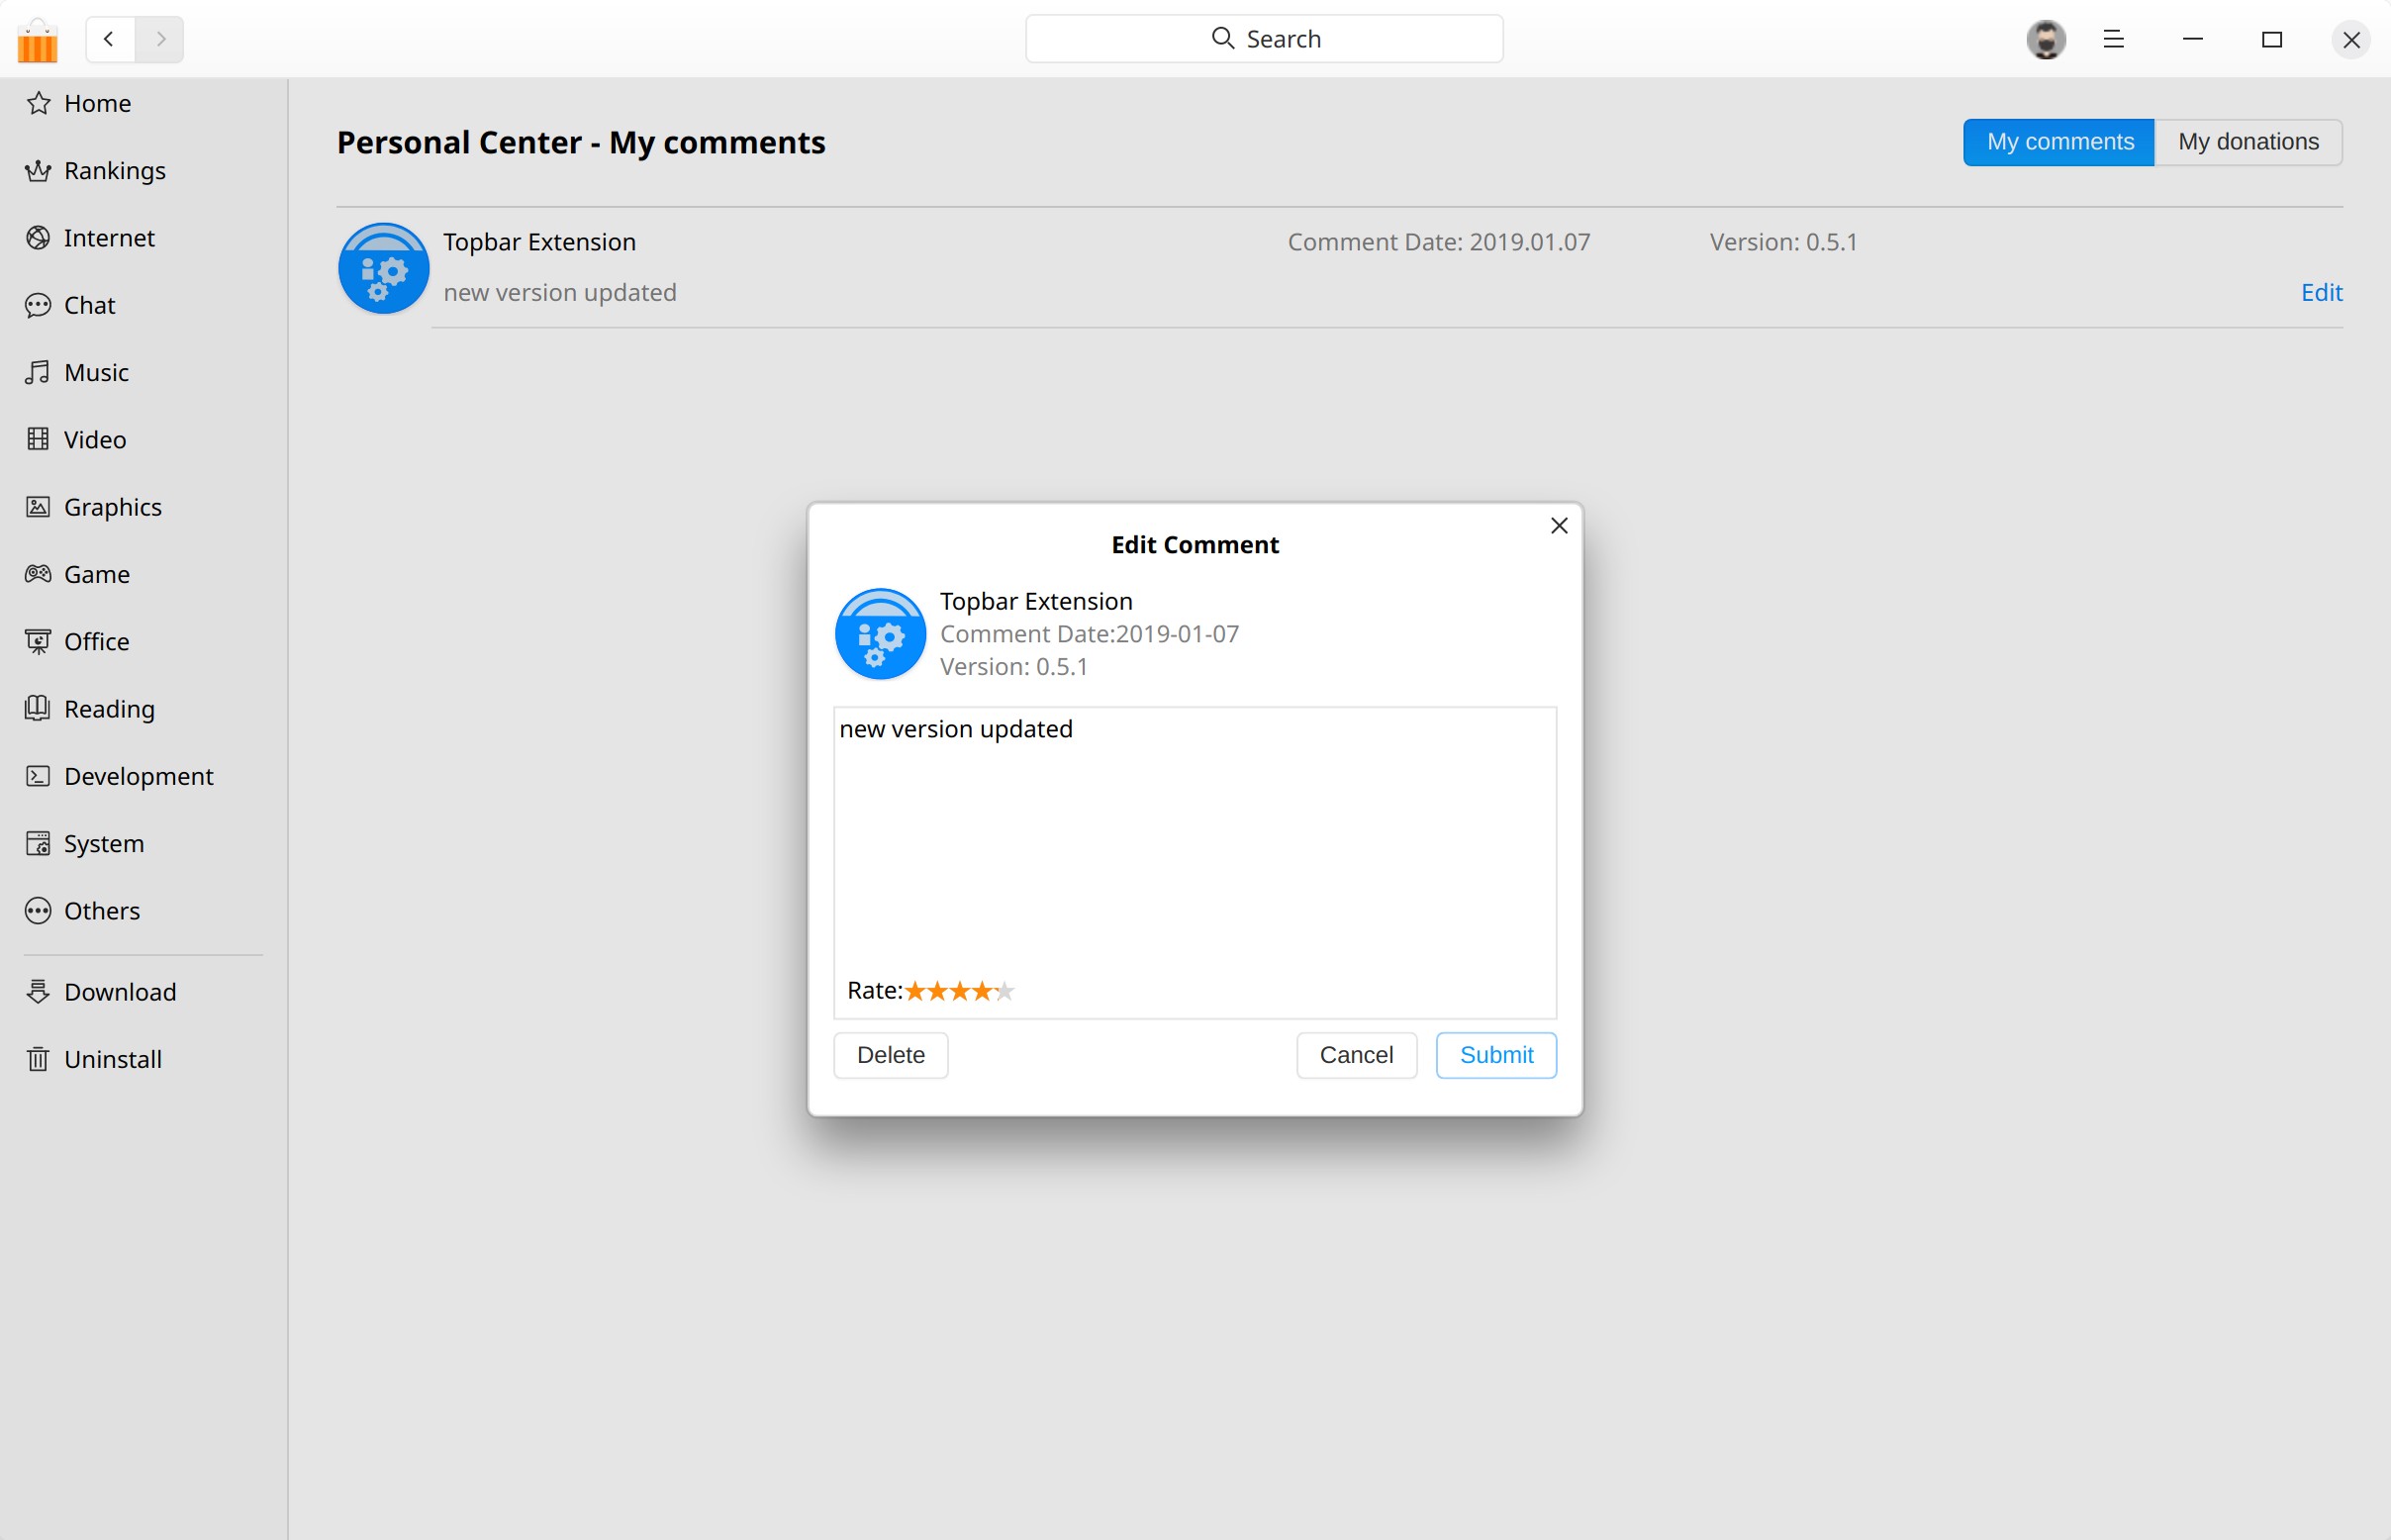 Search
Home
Rankings
Internet
Chat
Music
Video
Graphics
Game
Office
Reading
Development
System
Others
Download
Uninstall
Personal Center - My comments
My comments
My donations
Topbar Extension
Comment Date: 2019.01.07
Version: 0.5.1
new version updated
Edit
Edit Comment
Topbar Extension
Comment Date:2019-01-07
Version: 0.5.1
new version updated
Rate:
Delete
Cancel
Submit